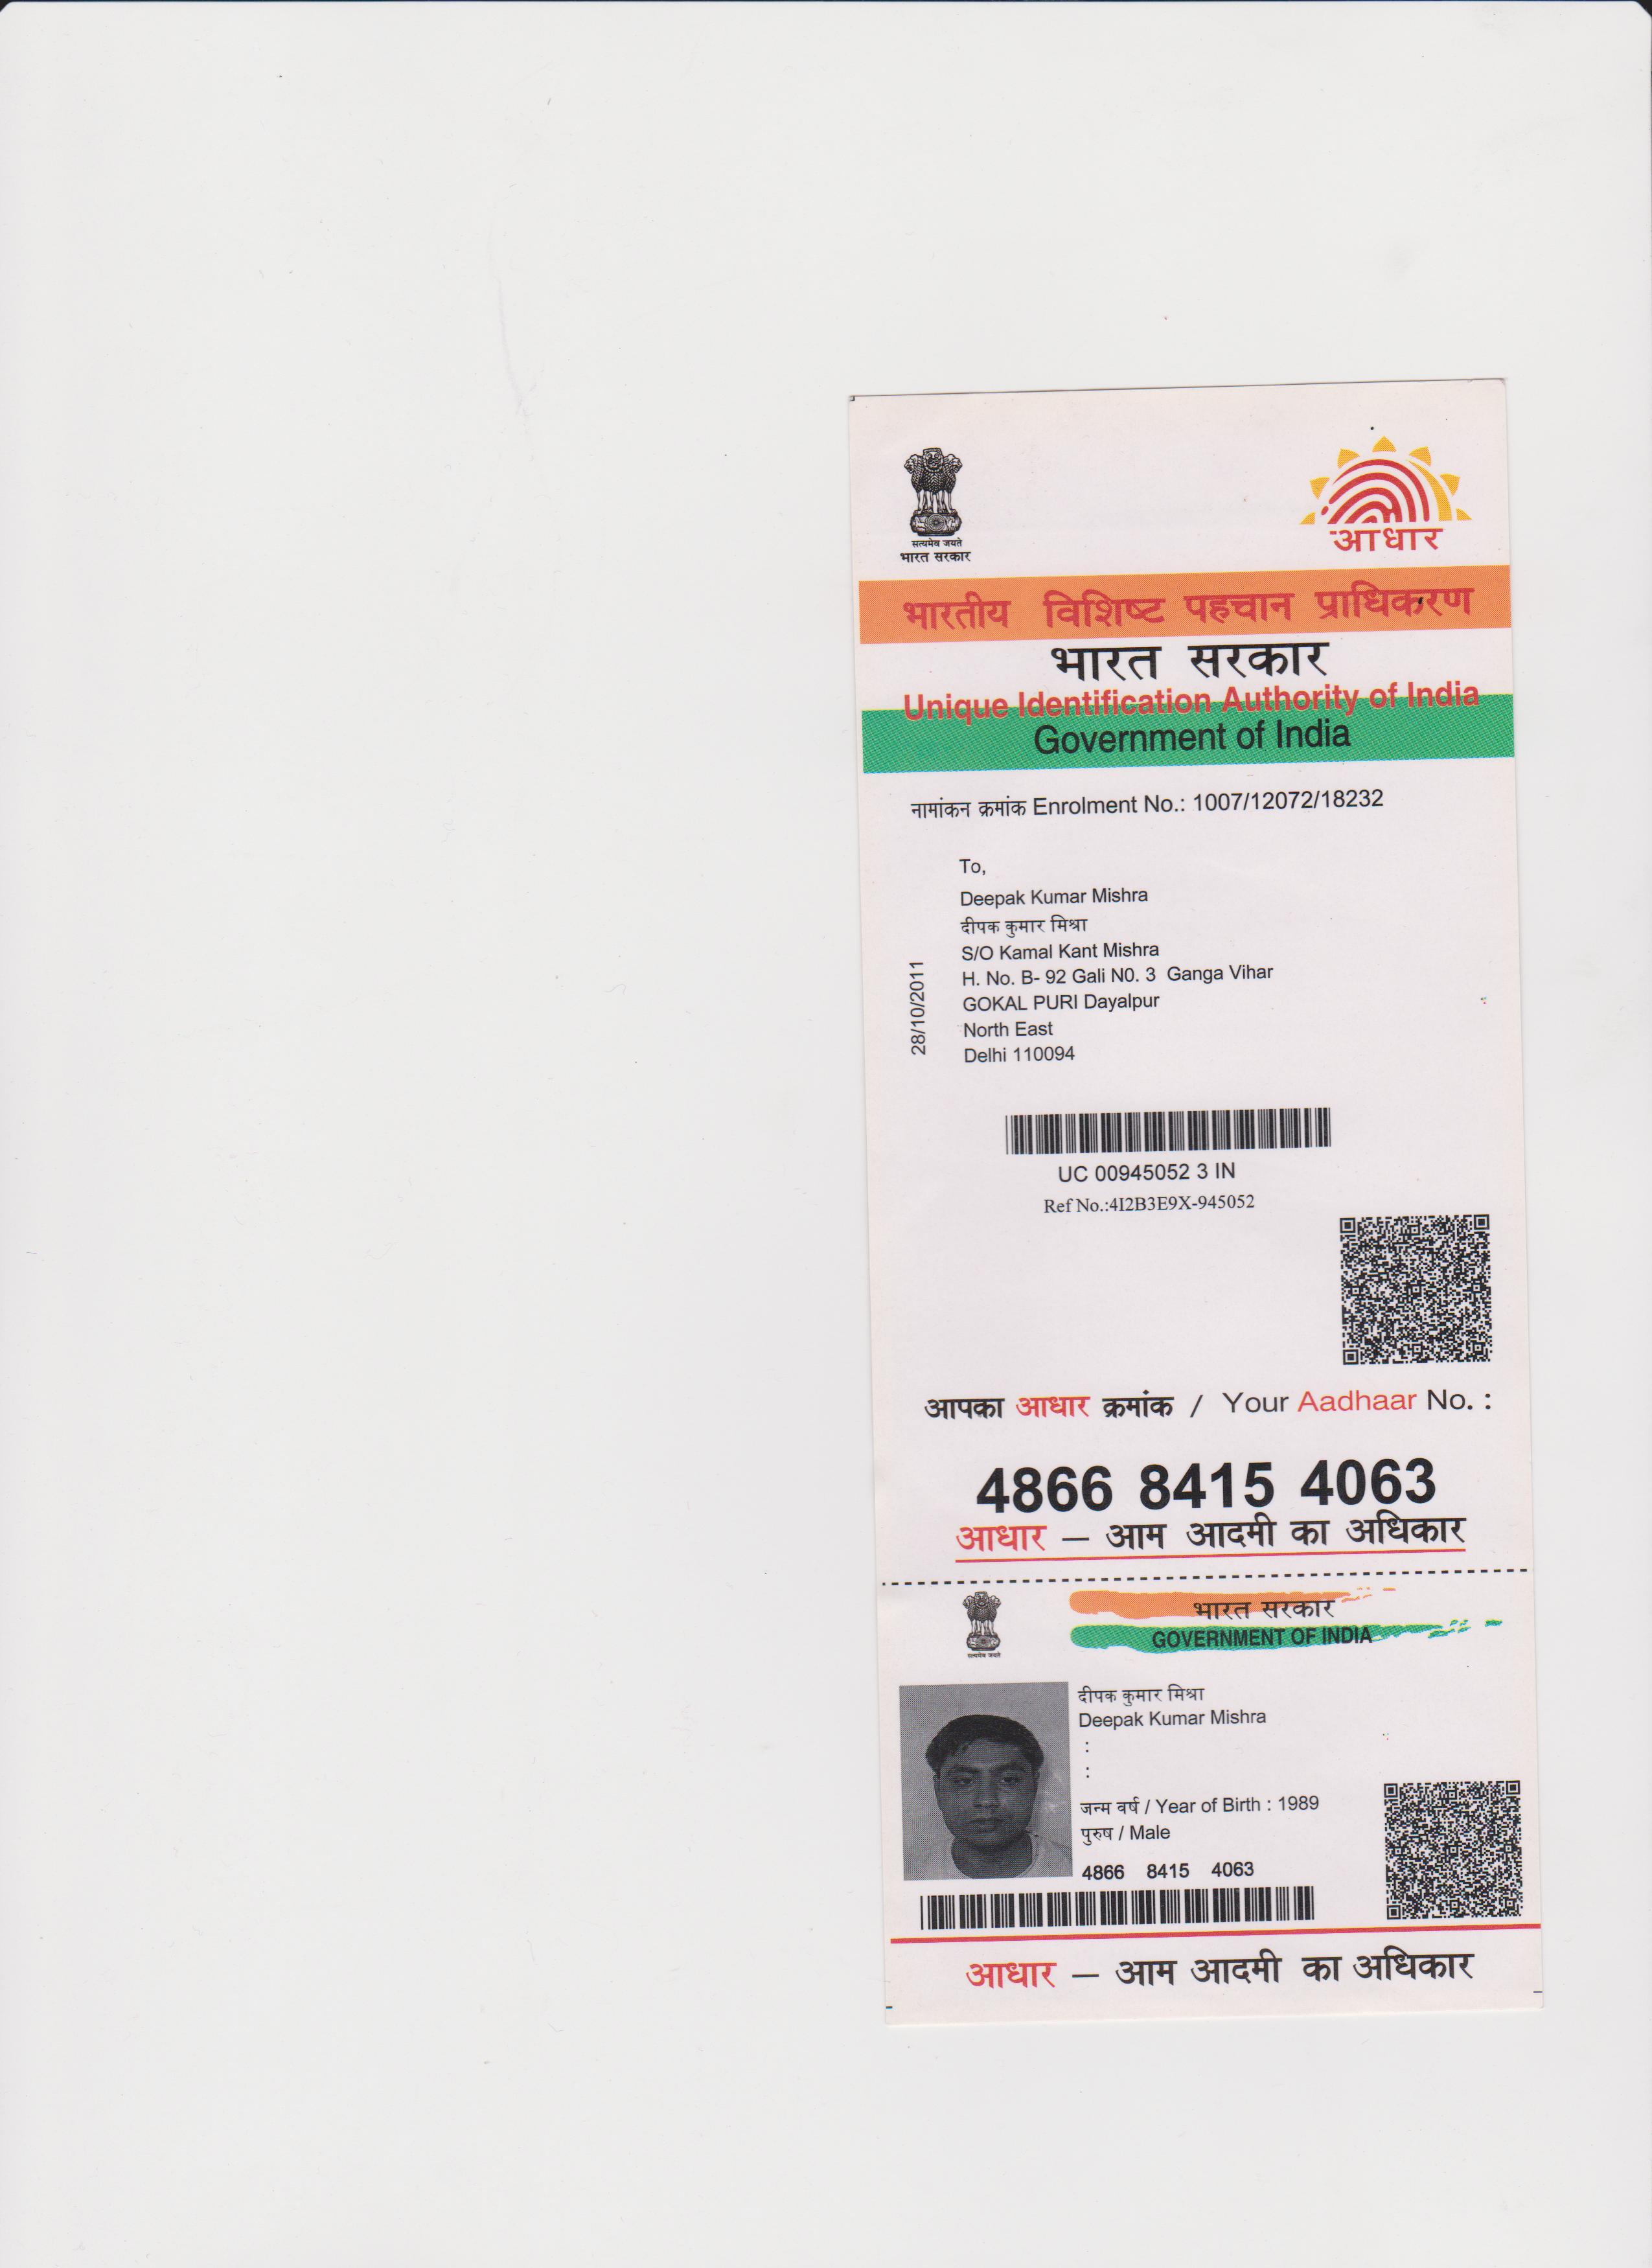 सत्यमेव जयते
भारत सरकार
आधार
भारतीय विशिष्ट पहचान प्राधिकरण
भारत सरकार
Unique Identification Authority of India
Government of India
नामांकन क्रमांक Enrolment No.: 1007/12072/18232
To,
Deepak Kumar Mishra
दीपक कुमार मिश्रा
S/O Kamal Kant Mishra
H. No. B- 92 Gali N0. 3 Ganga Vihar
GOKAL PURI Dayalpur
North East
Delhi 110094
28/10/2011
UC 00945052 3 IN
Ref No.:4I2B3E9X-945052
आपका आधार क्रमांक / Your Aadhaar No. :
4866 8415 4063
आधार – आम आदमी का अधिकार
सत्यमेव जयते
भारत सरकार
GOVERNMENT OF INDIA
दीपक कुमार मिश्रा
Deepak Kumar Mishra
:
:
जन्म वर्ष / Year of Birth : 1989
पुरुष / Male
4866 8415 4063
आधार – आम आदमी का अधिकार